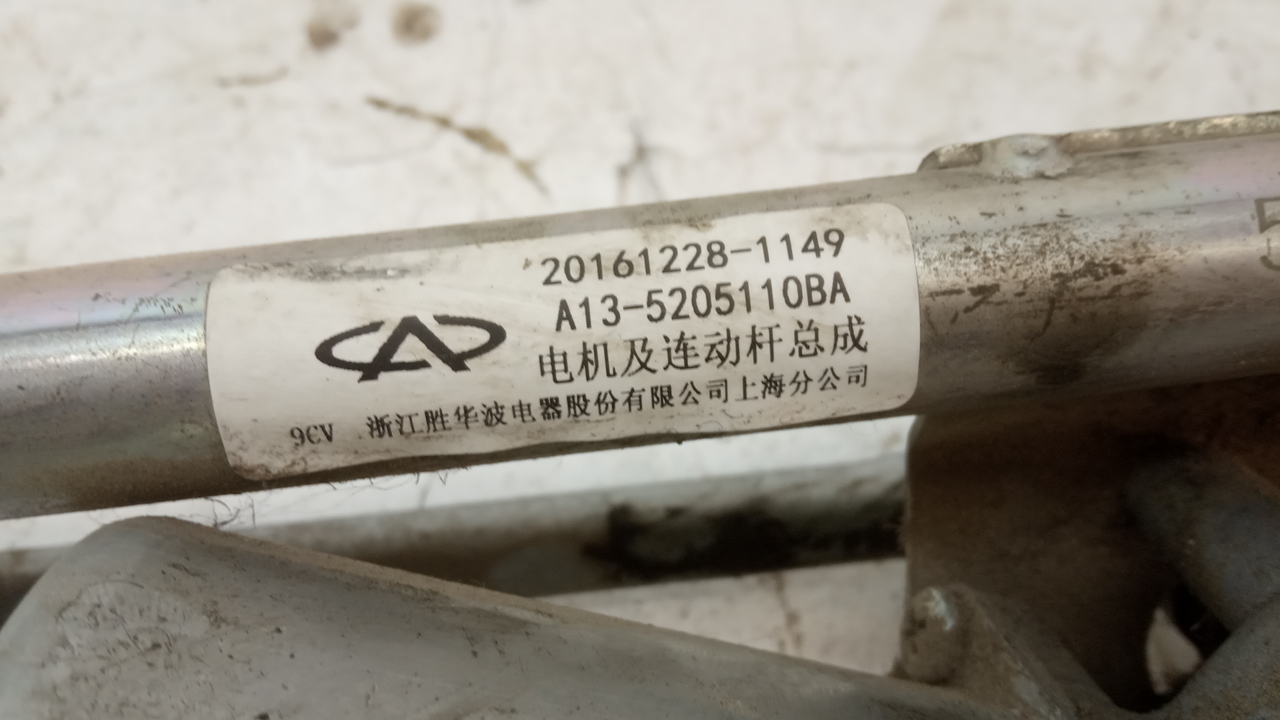 20161228-1149
A13-5205110BA
电机及连动杆总成
9CV 浙江胜华波电器股份有限公司上海分公司